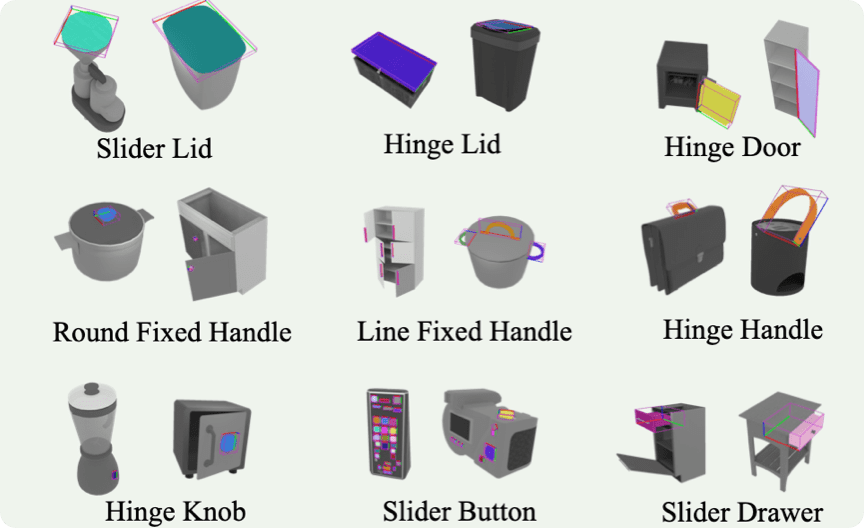 Slider Lid
Hinge Lid
Hinge Door
Round Fixed Handle
Line Fixed Handle
Hinge Handle
Hinge Knob
Slider Button
Slider Drawer